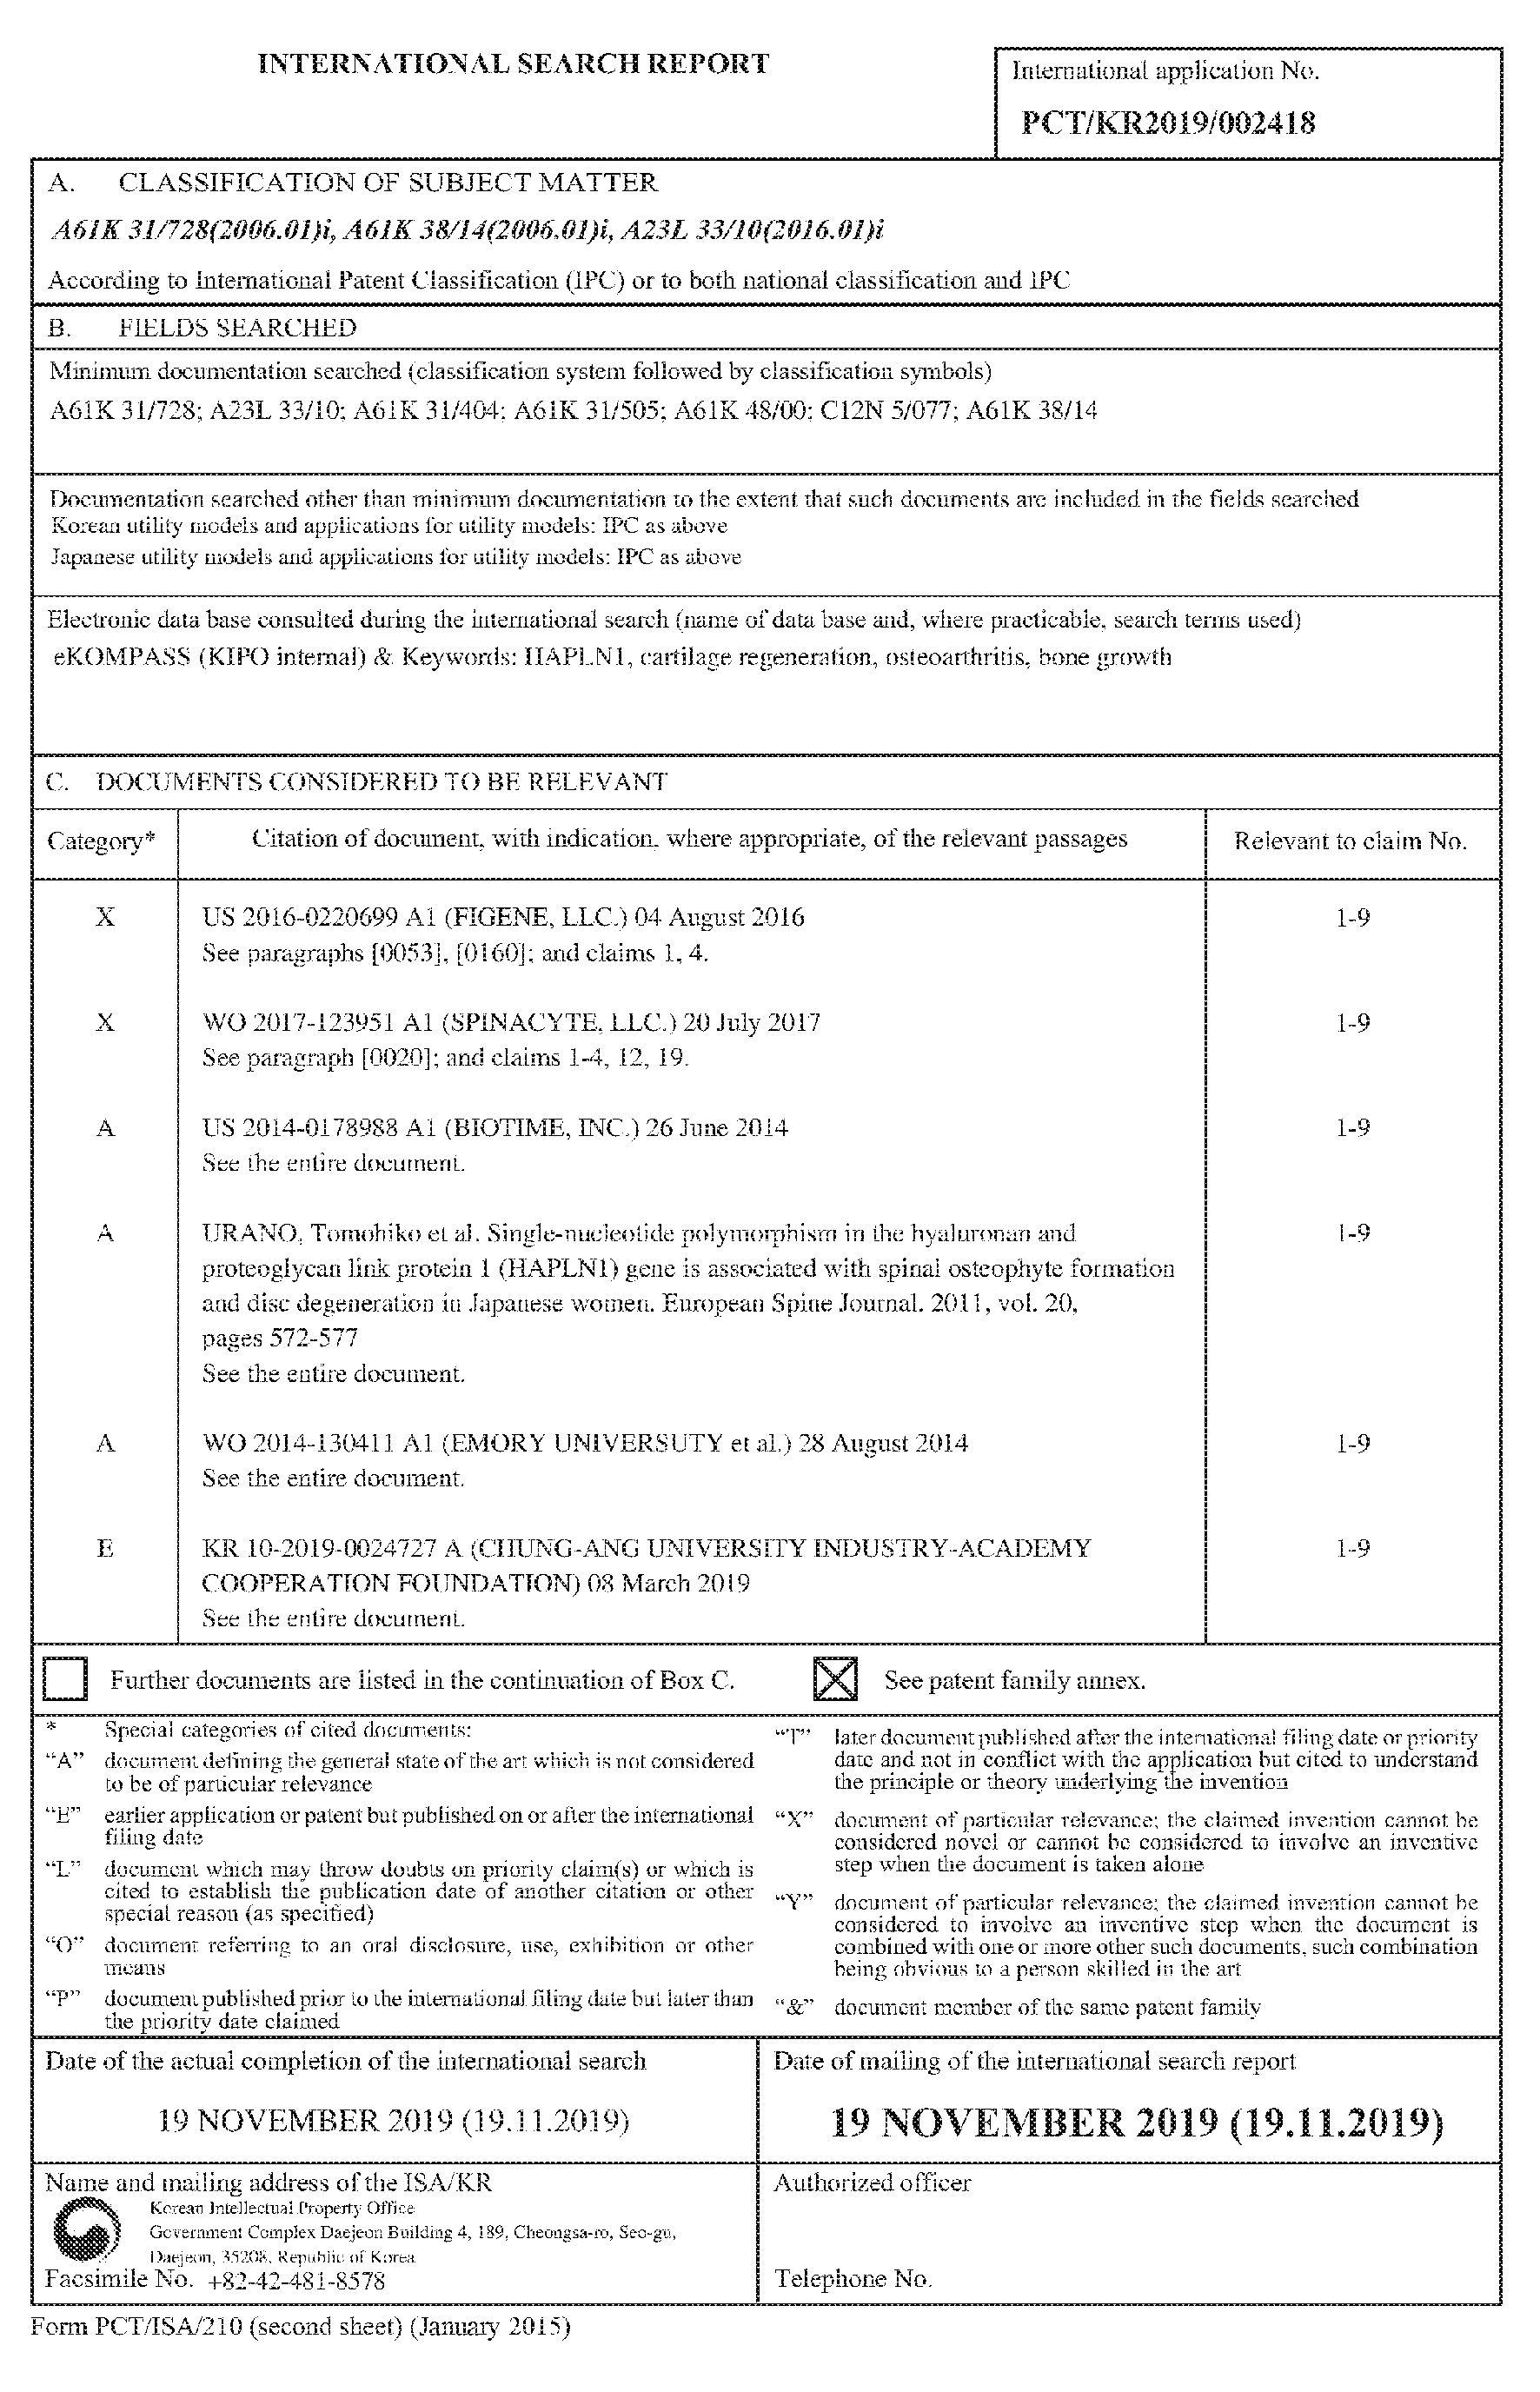 INTERNATIONAL SEARCH REPORT
International application No.
PCT/KR2019/002418
A. CLASSIFICATION OF SUBJECT MATTER
A61K 31/728(2006.01)i, A61K 38/14(2006.01)i, A23L 33/10(2016.01)i
According to International Patent Classification (IPC) or to both national classification and IPC
B. FIELDS SEARCHED
Minimum documentation searched (classification system followed by classification symbols)
A61K 31/728; A23L 33/10; A61K 31/404; A61K 31/505; A61K 48/00; C12N 5/077; A61K 38/14
Documentation searched other than minimum documentation to the extent that such documents are included in the fields searched
Korean utility models and applications for utility models: IPC as above
Japanese utility models and applications for utility models: IPC as above
Electronic data base consulted during the international search (name of data base and, where practicable, search terms used)
eKOMPASS (KIPO internal) & Keywords: HAPLN1, cartilage regeneration, osteoarthritis, bone growth
C. DOCUMENTS CONSIDERED TO BE RELEVANT
Category* Citation of document, with indication, where appropriate, of the relevant passages Relevant to claim No.
X US 2016-0220699 A1 (FIGENE, LLC.) 04 August 2016 1-9
See paragraphs [0053], [0160]; and claims 1, 4.
X WO 2017-123951 A1 (SPINACYTE, LLC.) 20 July 2017 1-9
See paragraph [0020]; and claims 1-4, 12, 19.
A US 2014-0178988 A1 (BIOTIME, INC.) 26 June 2014 1-9
See the entire document.
A URANO, Tomohiko et al. Single-nucleotide polymorphism in the hyaluronan and 1-9
proteoglycan link protein 1 (HAPLN1) gene is associated with spinal osteophyte formation
and disc degeneration in Japanese women. European Spine Journal. 2011, vol. 20,
pages 572-577
See the entire document.
A WO 2014-130411 A1 (EMORY UNIVERSUTY et al.) 28 August 2014 1-9
See the entire document.
E KR 10-2019-0024727 A (CHUNG-ANG UNIVERSITY INDUSTRY-ACADEMY 1-9
COOPERATION FOUNDATION) 08 March 2019
See the entire document.
Further documents are listed in the continuation of Box C. See patent family annex.
* Special categories of cited documents:
"A" document defining the general state of the art which is not considered
to be of particular relevance
"E" earlier application or patent but published on or after the international
filing date
"L" document which may throw doubts on priority claim(s) or which is
cited to establish the publication date of another citation or other
special reason (as specified)
"O" document referring to an oral disclosure, use, exhibition or other
means
"P" document published prior to the international filing date but later than
the priority date claimed
"T" later document published after the international filing date or priority
date and not in conflict with the application but cited to understand
the principle or theory underlying the invention
"X" document of particular relevance; the claimed invention cannot be
considered novel or cannot be considered to involve an inventive
step when the document is taken alone
"Y" document of particular relevance; the claimed invention cannot be
considered to involve an inventive step when the document is
combined with one or more other such documents, such combination
being obvious to a person skilled in the art
"&" document member of the same patent family
Date of the actual completion of the international search
19 NOVEMBER 2019 (19.11.2019)
Date of mailing of the international search report
19 NOVEMBER 2019 (19.11.2019)
Name and mailing address of the ISA/KR
Korean Intellectual Property Office
Government Complex Daejeon Building 4, 189, Cheongsa-ro, Seo-gu,
Daejeon, 35208, Republic of Korea
Facsimile No. +82-42-481-8578
Authorized officer
Telephone No.
Form PCT/ISA/210 (second sheet) (January 2015)